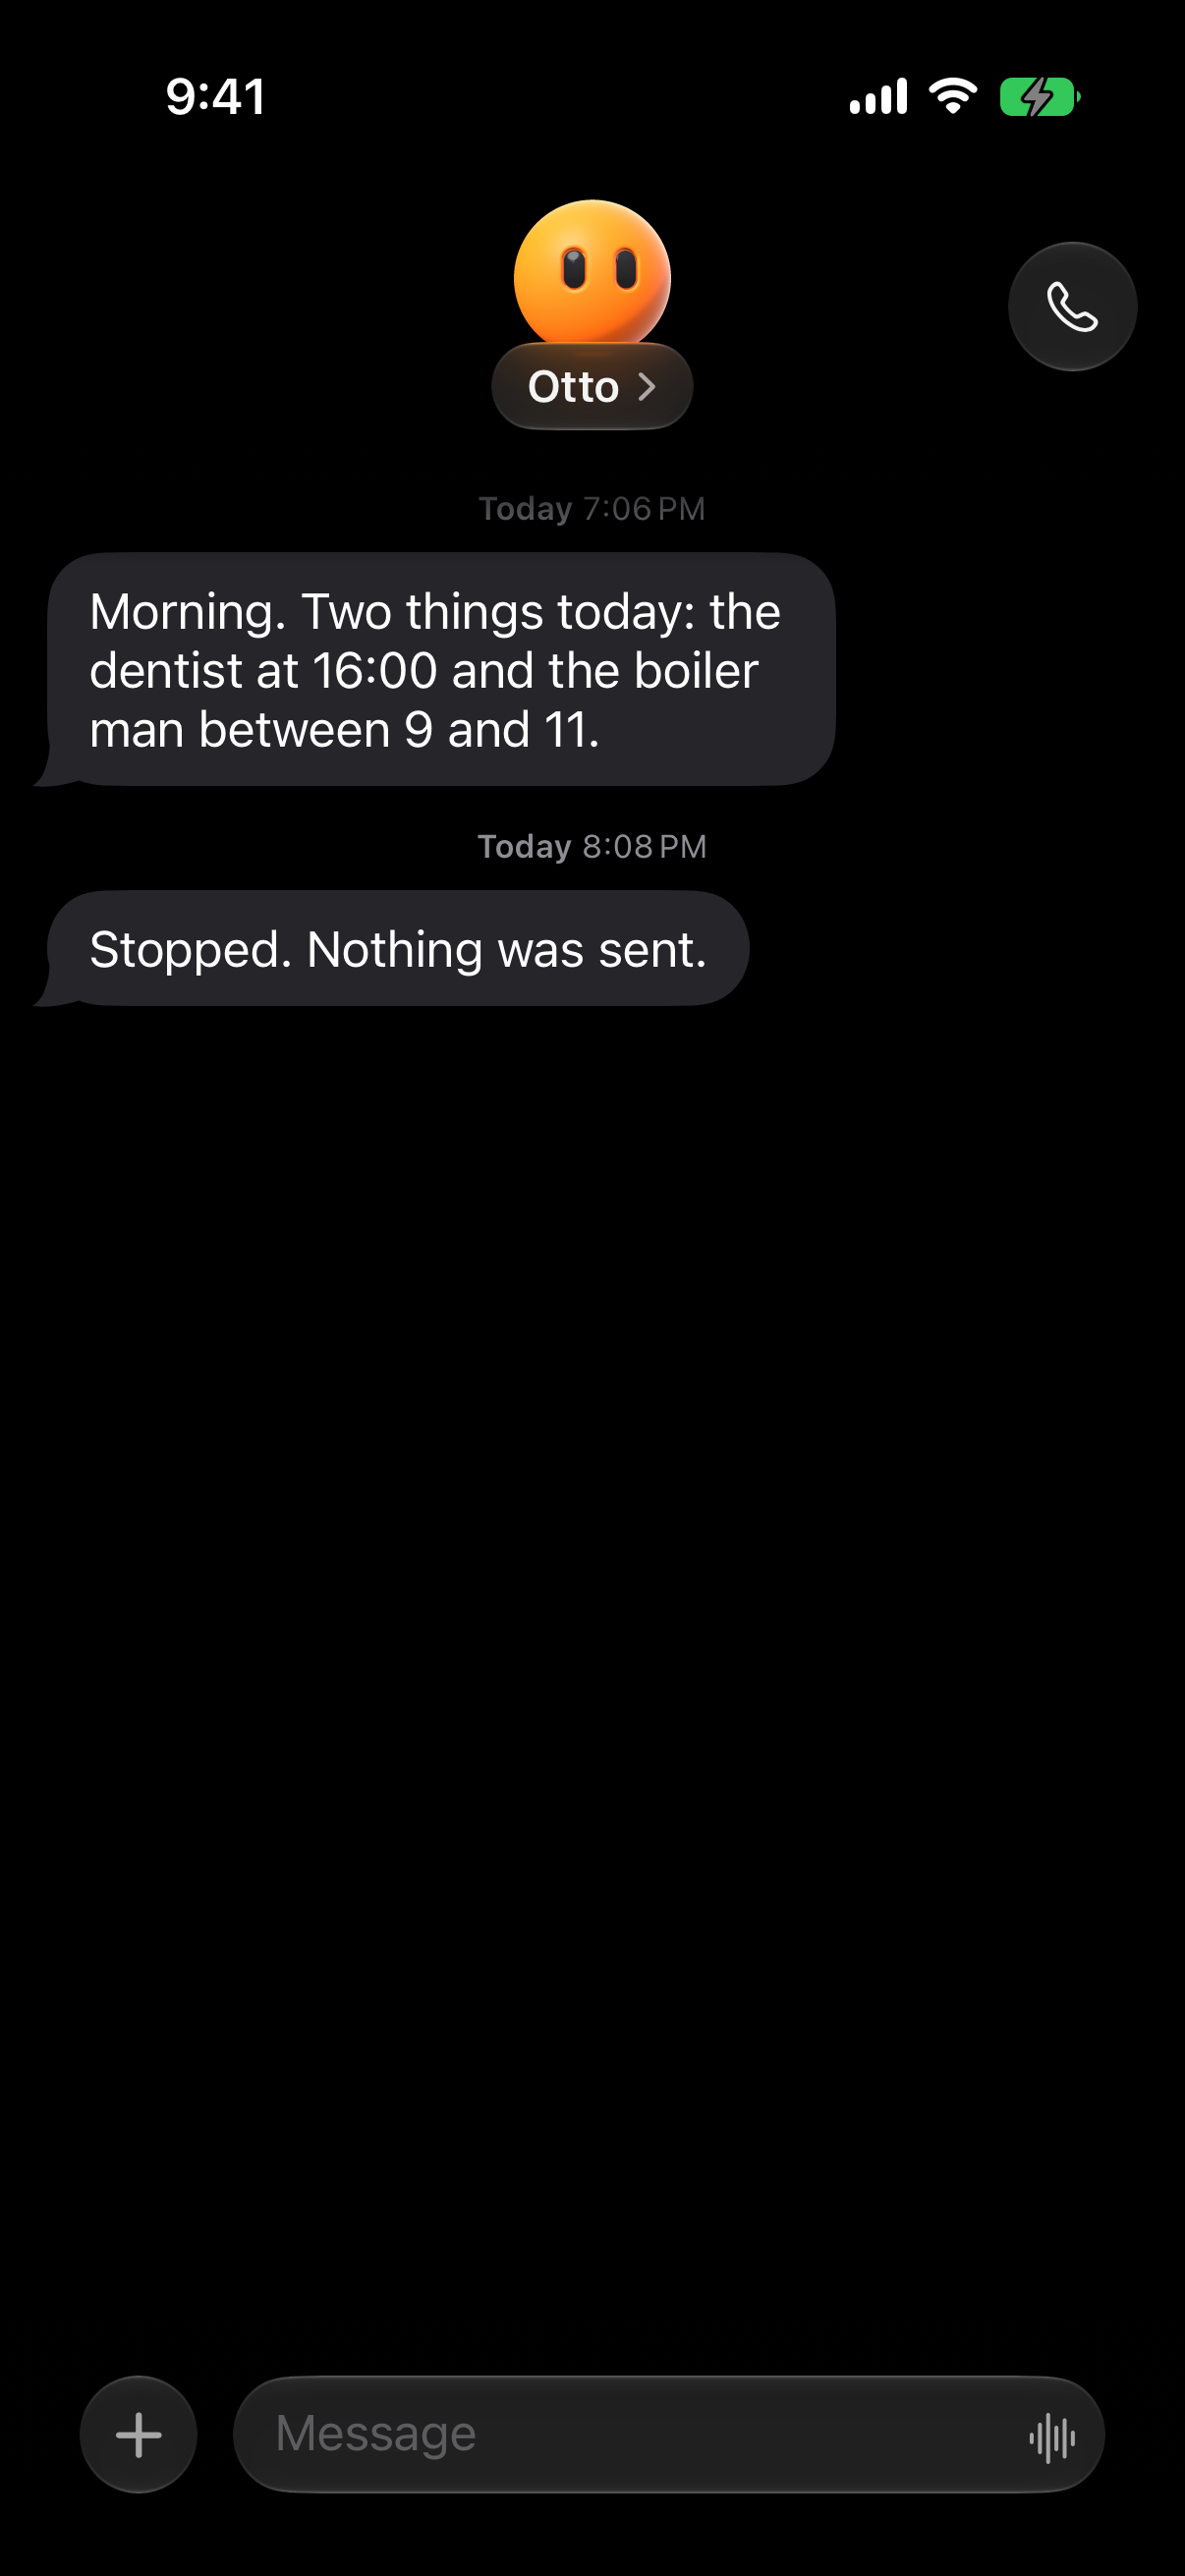 9:41
Otto
Today 7:06 PM
Morning. Two things today: the
dentist at 16:00 and the boiler
man between 9 and 11.
Today 8:08 PM
Stopped. Nothing was sent.
Message